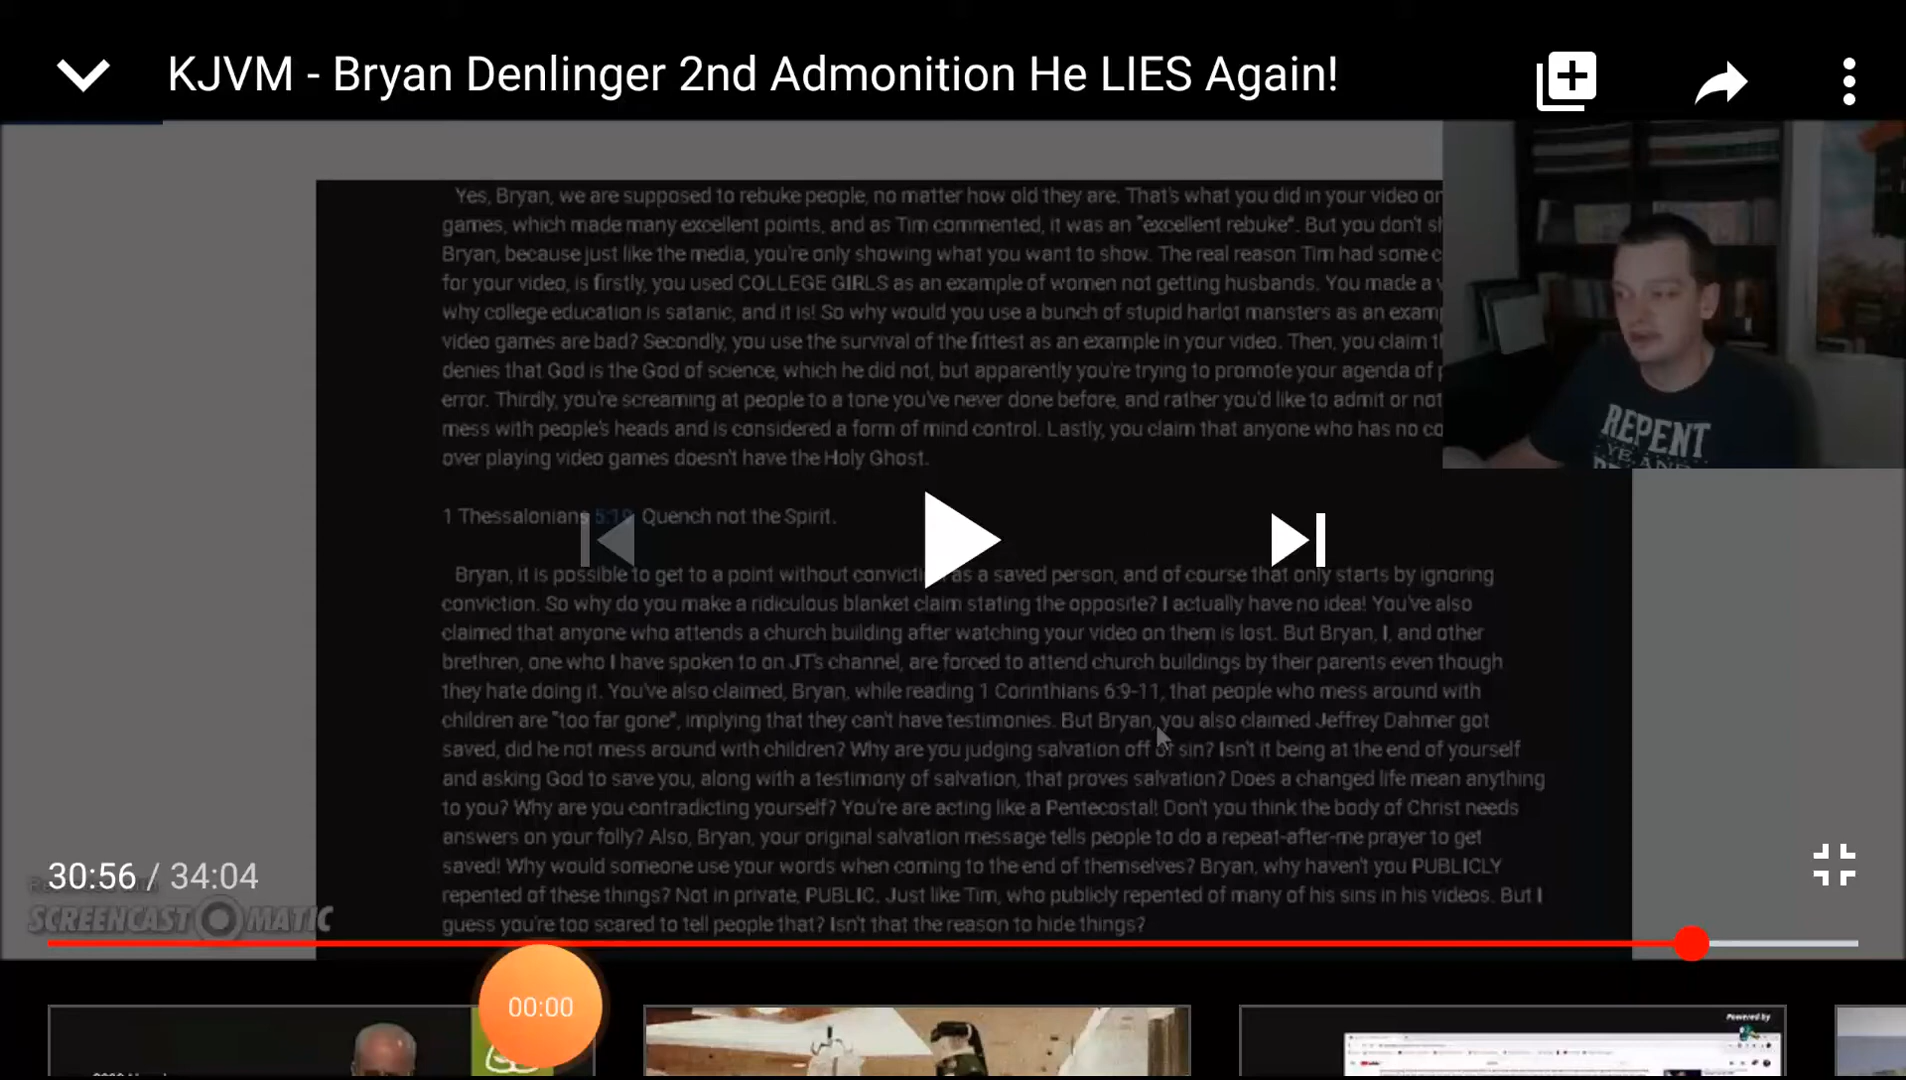 KJVM - Bryan Denlinger 2nd Admonition He LIES Again!
Yes, Bryan, we are supposed to rebuke people, no matter how old they are. That's what you did in your video on
games, which made many excellent points, and as Tim commented, it was an "excellent rebuke". But you don't sh
Bryan, because just like the media, you're only showing what you want to show. The real reason Tim had some c
for your video, is firstly, you used COLLEGE GIRLS as an example of women not getting husbands. You made a v
why college education is satanic, and it is! So why would you use a bunch of stupid harlot mansters as an exam
video games are bad? Secondly, you use the survival of the fittest as an example in your video. Then, you claim th
denies that God is the God of science, which he did not, but apparently you're trying to promote your agenda of p
error. Thirdly, you're screaming at people to a tone you've never done before, and rather you'd like to admit or not
mess with people's heads and is considered a form of mind control. Lastly, you claim that anyone who has no co
over playing video games doesn't have the Holy Ghost.
REPENT
YE AND
1 Thessalonians 5:19 Quench not the Spirit.
Bryan, it is possible to get to a point without conviction as a saved person, and of course that only starts by ignoring
conviction. So why do you make a ridiculous blanket claim stating the opposite? I actually have no idea! You've also
claimed that anyone who attends a church building after watching your video on them is lost. But Bryan, I, and other
brethren, one who I have spoken to on JT's channel, are forced to attend church buildings by their parents even though
they hate doing it. You've also claimed, Bryan, while reading 1 Corinthians 6:9-11, that people who mess around with
children are "too far gone", implying that they can't have testimonies. But Bryan, you also claimed Jeffrey Dahmer got
saved, did he not mess around with children? Why are you judging salvation off of sin? Isn't it being at the end of yourself
and asking God to save you, along with a testimony of salvation, that proves salvation? Does a changed life mean anything
to you? Why are you contradicting yourself? You're are acting like a Pentecostal! Don't you think the body of Christ needs
answers on your folly? Also, Bryan, your original salvation message tells people to do a repeat-after-me prayer to get
saved! Why would someone use your words when coming to the end of themselves? Bryan, why haven't you PUBLICLY
repented of these things? Not in private, PUBLIC. Just like Tim, who publicly repented of many of his sins in his videos. But I
guess you're too scared to tell people that? Isn't that the reason to hide things?
30:56 / 34:04
SCREENCAST MATIC
00:00
Powered by